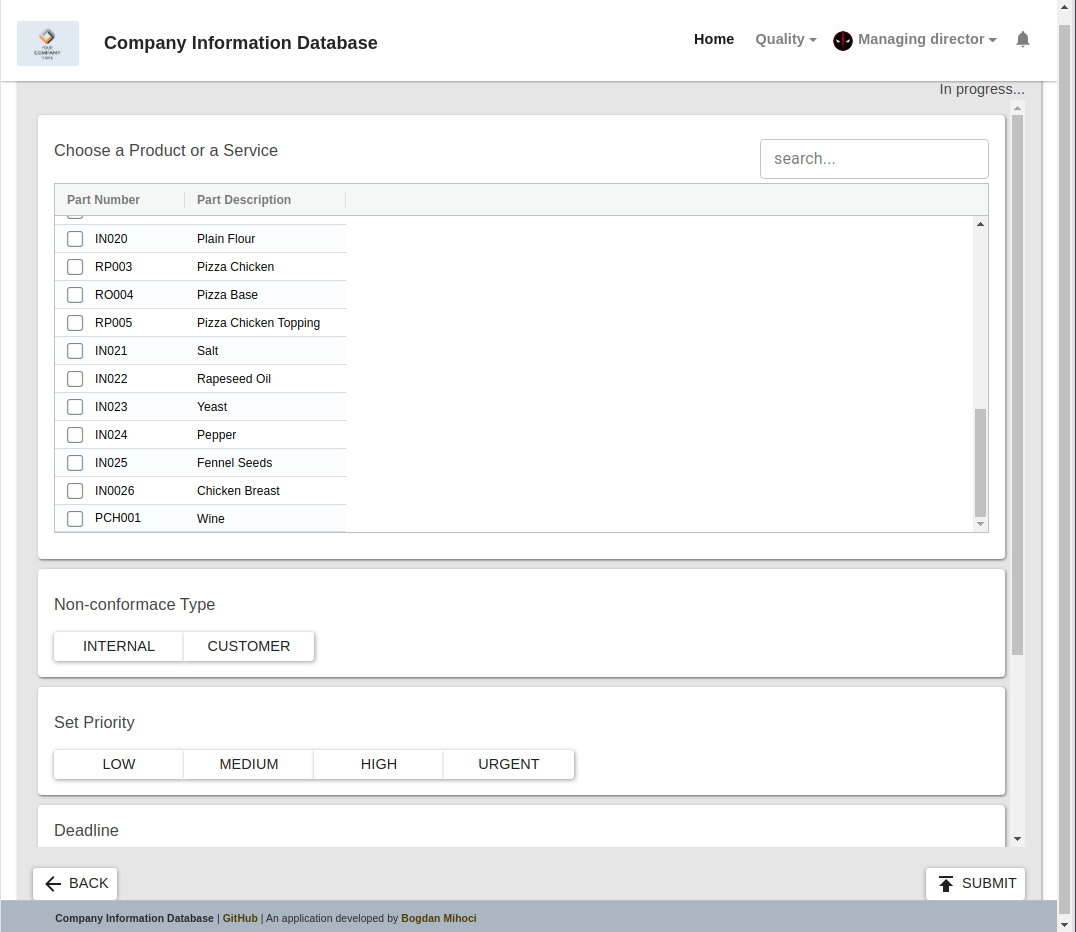 YOUR
COMPANY
NAME
Company Information Database
Home Quality Managing director
In progress...
Choose a Product or a Service
search...
Part Number Part Description
IN020 Plain Flour
RP003 Pizza Chicken
RO004 Pizza Base
RP005 Pizza Chicken Topping
IN021 Salt
IN022 Rapeseed Oil
IN023 Yeast
IN024 Pepper
IN025 Fennel Seeds
IN0026 Chicken Breast
PCH001 Wine
Non-conformace Type
INTERNAL CUSTOMER
Set Priority
LOW MEDIUM HIGH URGENT
Deadline
BACK SUBMIT
Company Information Database | GitHub | An application developed by Bogdan Mihoci